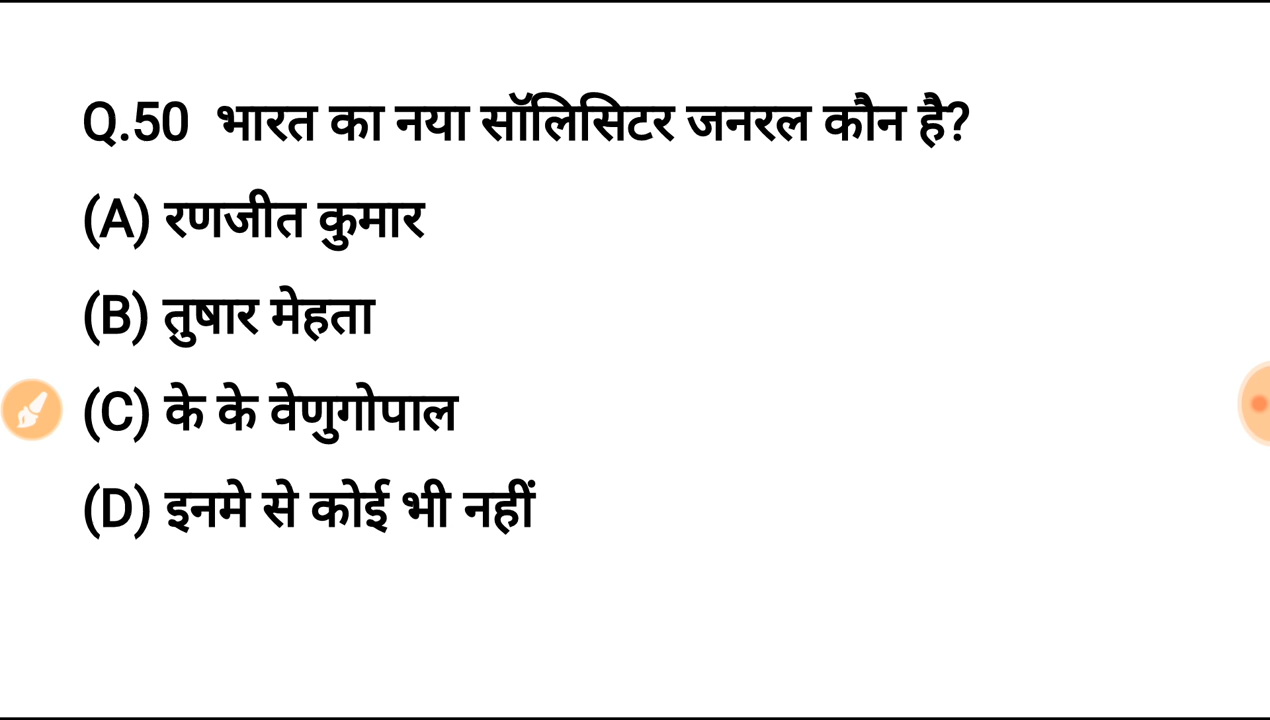 Q.50 भारत का नया सॉलिसिटर जनरल कौन है?
(A) रणजीत कुमार
(B) तुषार मेहता
(C) के के वेणुगोपाल
(D) इनमे से कोई भी नहीं